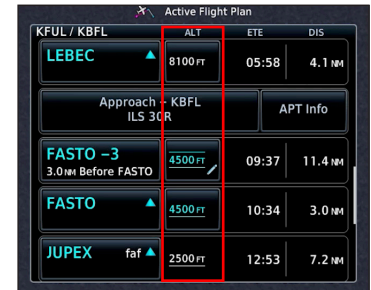 Active Flight Plan
KFUL / KBFL ALT ETE DIS
LEBEC 8100 FT 05:58 4.1 NM
Approach – KBFL APT Info
ILS 30R
FASTO −3 4500 FT 09:37 11.4 NM
3.0 NM Before FASTO
FASTO 4500 FT 10:34 3.0 NM
JUPEX faf 2500 FT 12:53 7.2 NM